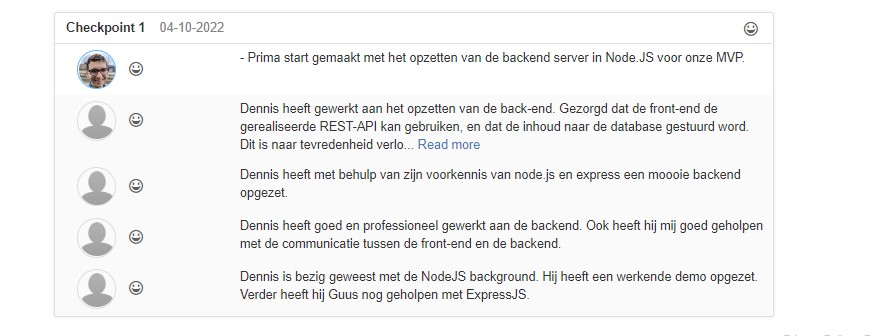 Checkpoint 1 04-10-2022
- Prima start gemaakt met het opzetten van de backend server in Node.JS voor onze MVP.
Dennis heeft gewerkt aan het opzetten van de back-end. Gezorgd dat de front-end de
gerealiseerde REST-API kan gebruiken, en dat de inhoud naar de database gestuurd word.
Dit is naar tevredenheid verlo... Read more
Dennis heeft met behulp van zijn voorkennis van node.js en express een moooie backend
opgezet.
Dennis heeft goed en professioneel gewerkt aan de backend. Ook heeft hij mij goed geholpen
met de communicatie tussen de front-end en de backend.
Dennis is bezig geweest met de NodeJS background. Hij heeft een werkende demo opgezet.
Verder heeft hij Guus nog geholpen met ExpressJS.